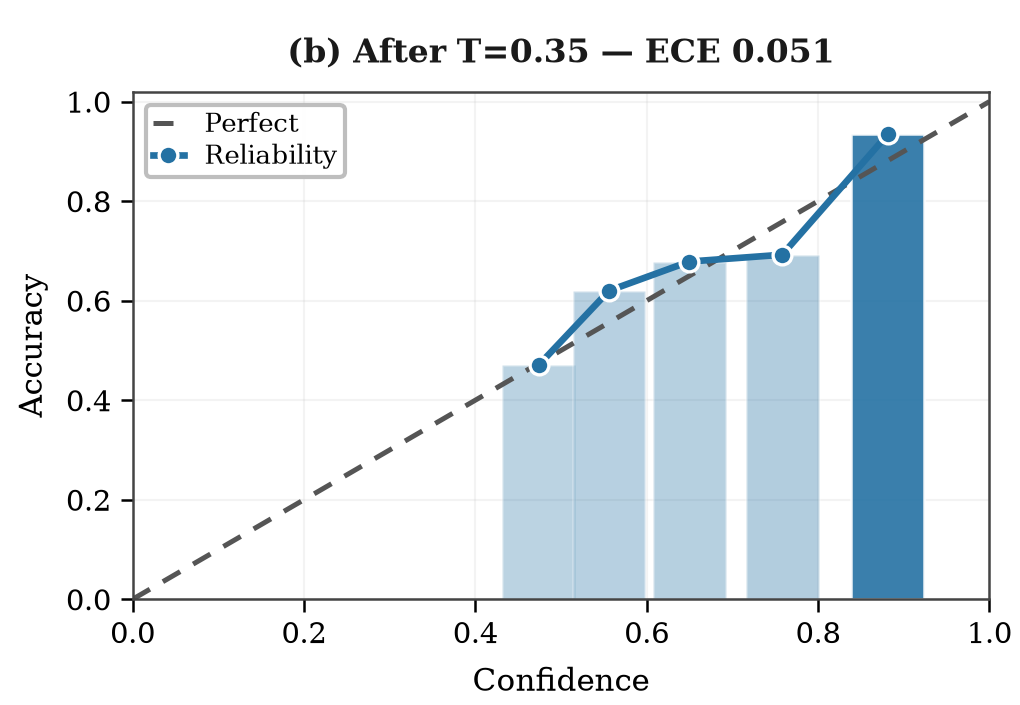 (b) After T=0.35 — ECE 0.051
Perfect
Reliability
1.0
0.8
0.6
0.4
0.2
0.0
Accuracy
0.0 0.2 0.4 0.6 0.8 1.0
Confidence